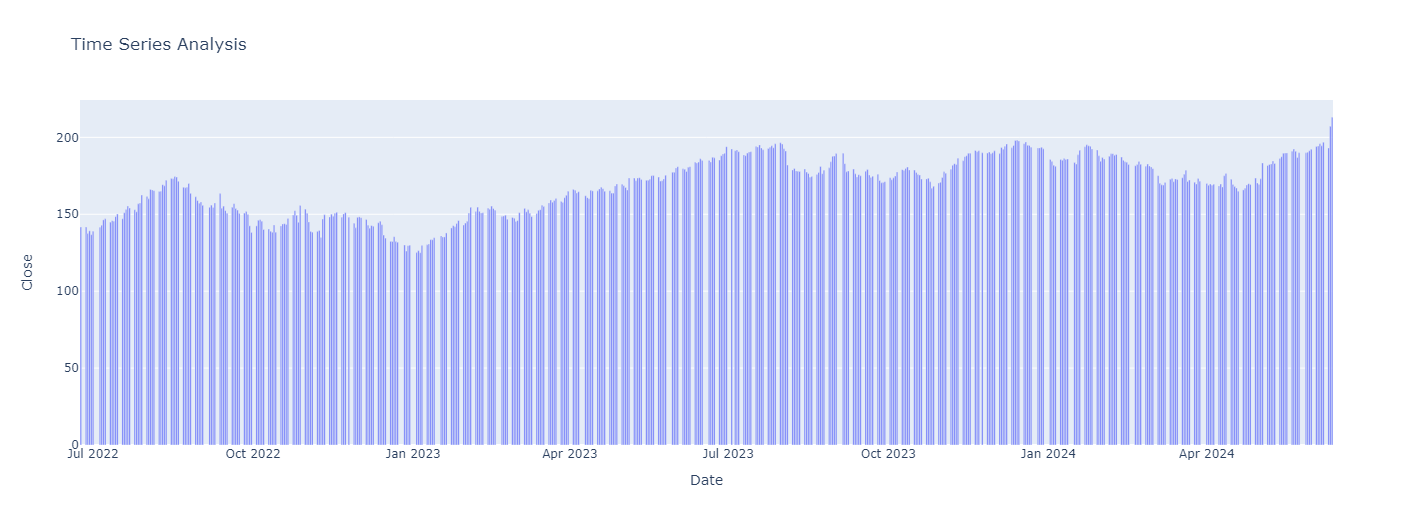 Time Series Analysis
Close
200
150
100
50
0
Jul 2022
Oct 2022
Jan 2023
Apr 2023
Jul 2023
Oct 2023
Jan 2024
Apr 2024
Date